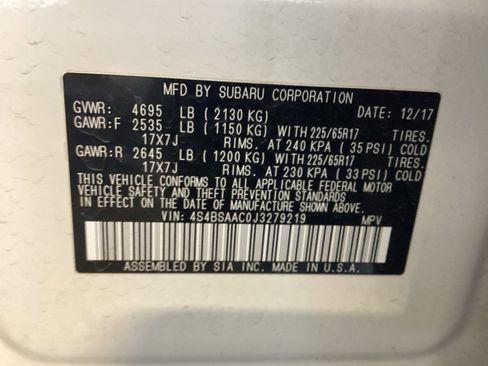 MFD BY SUBARU CORPORATION
GVWR: 4695 LB ( 2130 KG) DATE: 12/17
GAWR:F 2535 LB ( 1150 KG) WITH 225/65R17 TIRES.
17X7J RIMS. AT 240 KPA ( 35 PSI) COLD.
GAWR:R 2645 LB ( 1200 KG) WITH 225/65R17 TIRES.
17X7J RIMS. AT 230 KPA ( 33 PSI) COLD.
THIS VEHICLE CONFORMS TO ALL APPLICABLE FEDERAL MOTOR
VEHICLE SAFETY AND THEFT PREVENTION STANDARDS
IN EFFECT ON THE DATE OF MANUFACTURE SHOWN ABOVE.
VIN: 4S4BSAAC0J3279219 MPV
ASSEMBLED BY SIA INC. MADE IN U.S.A.